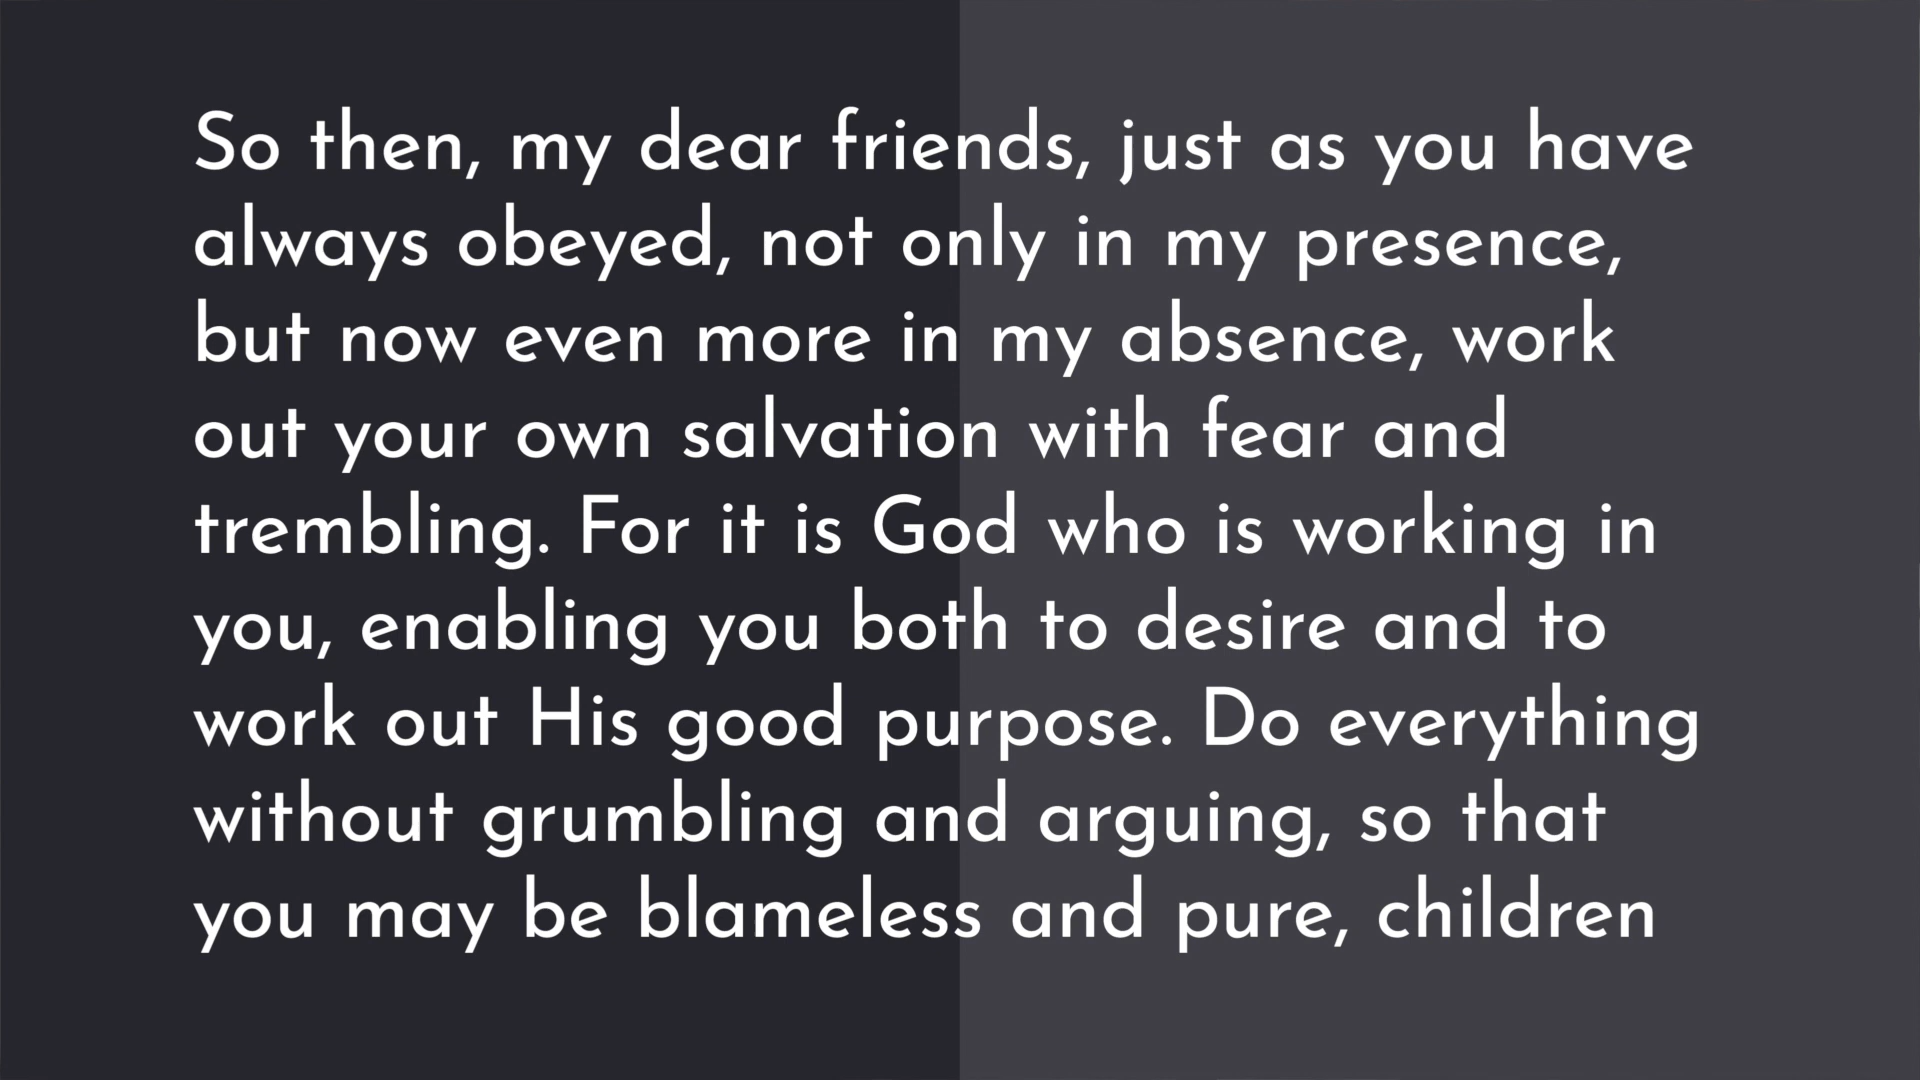 So then, my dear friends, just as you have
always obeyed, not only in my presence,
but now even more in my absence, work
out your own salvation with fear and
trembling. For it is God who is working in
you, enabling you both to desire and to
work out His good purpose. Do everything
without grumbling and arguing, so that
you may be blameless and pure, children